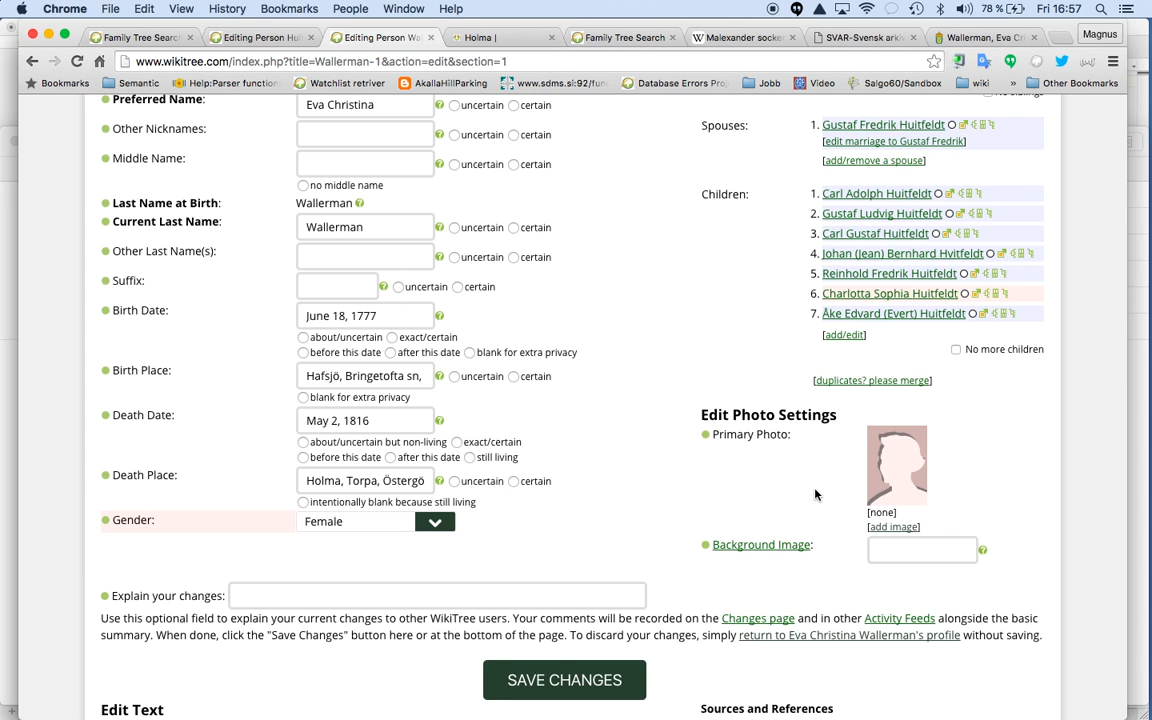 Chrome File Edit View History Bookmarks People Window Help 78 % Fri 16:57
Family Tree Search Editing Person Hui Editing Person Wal Holma | Family Tree Search Malexander socken SVAR-Svensk arkiv Wallerman, Eva Cri Magnus
www.wikitree.com/index.php?title=Wallerman-1&action=edit&section=1
Bookmarks Semantic Help:Parser function Watchlist retriever AkallaHillParking www.sdms.si:92/fun Database Errors Proj Jobb Video Salgo60/Sandbox wiki » Other Bookmarks
Preferred Name: Eva Christina uncertain certain
Other Nicknames: uncertain certain
Middle Name: uncertain certain
no middle name
Last Name at Birth: Wallerman
Current Last Name: Wallerman uncertain certain
Other Last Name(s): uncertain certain
Suffix: uncertain certain
Birth Date: June 18, 1777
about/uncertain exact/certain
before this date after this date blank for extra privacy
Birth Place: Hafsjö, Bringetofta sn, uncertain certain
blank for extra privacy
Death Date: May 2, 1816
about/uncertain but non-living exact/certain
before this date after this date still living
Death Place: Holma, Torpa, Östergö uncertain certain
intentionally blank because still living
Gender: Female
Spouses: 1. Gustaf Fredrik Huitfeldt
[edit marriage to Gustaf Fredrik]
[add/remove a spouse]
Children: 1. Carl Adolph Huitfeldt
2. Gustaf Ludvig Huitfeldt
3. Carl Gustaf Huitfeldt
4. Johan (Jean) Bernhard Hvitfeldt
5. Reinhold Fredrik Huitfeldt
6. Charlotta Sophia Huitfeldt
7. Åke Edvard (Evert) Huitfeldt
[add/edit]
No more children
[duplicates? please merge]
Edit Photo Settings
Primary Photo:
[none]
[add image]
Background Image:
Explain your changes:
Use this optional field to explain your current changes to other WikiTree users. Your comments will be recorded on the Changes page and in other Activity Feeds alongside the basic
summary. When done, click the "Save Changes" button here or at the bottom of the page. To discard your changes, simply return to Eva Christina Wallerman's profile without saving.
SAVE CHANGES
Edit Text
Sources and References